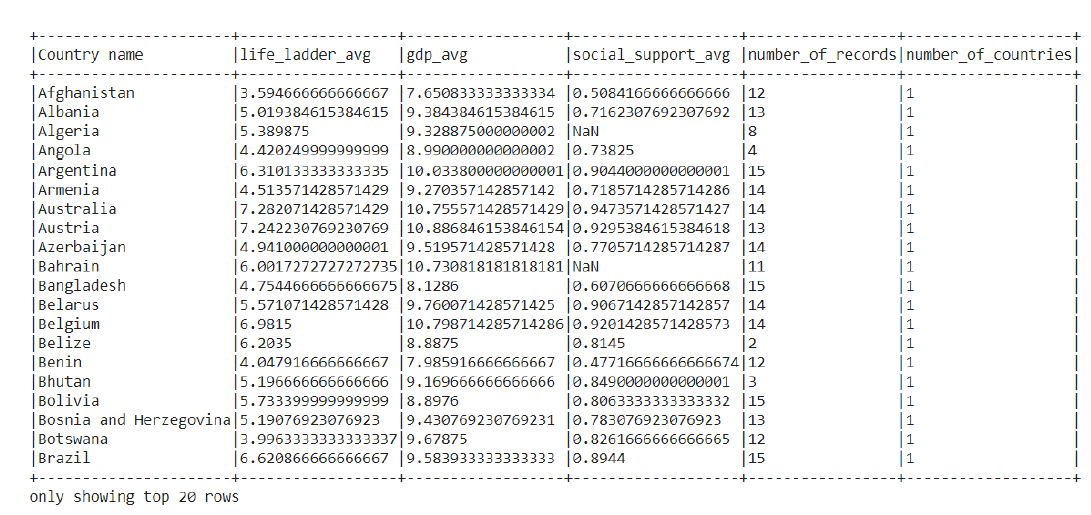 +--------------------+------------------+------------------+-------------------+-----------------+-------------------+
|Country name        |life_ladder_avg   |gdp_avg           |social_support_avg |number_of_records|number_of_countries|
+--------------------+------------------+------------------+-------------------+-----------------+-------------------+
|Afghanistan         |3.594666666666667 |7.650833333333334 |0.5084166666666666 |12               |1                  |
|Albania             |5.019384615384615 |9.384384615384615 |0.7162307692307692 |13               |1                  |
|Algeria             |5.389875          |9.328875000000002 |NaN                |8                |1                  |
|Angola              |4.420249999999999 |8.990000000000002 |0.73825            |4                |1                  |
|Argentina           |6.310133333333335 |10.033800000000001|0.9044000000000001 |15               |1                  |
|Armenia             |4.513571428571429 |9.270357142857142 |0.7185714285714286 |14               |1                  |
|Australia           |7.282071428571429 |10.755571428571429|0.9473571428571427 |14               |1                  |
|Austria             |7.242230769230769 |10.886846153846154|0.9295384615384618 |13               |1                  |
|Azerbaijan          |4.941000000000001 |9.519571428571428 |0.7705714285714287 |14               |1                  |
|Bahrain             |6.0017272727272735|10.730818181818181|NaN                |11               |1                  |
|Bangladesh          |4.7544666666666675|8.1286            |0.6070666666666668 |15               |1                  |
|Belarus             |5.571071428571428 |9.760071428571425 |0.9067142857142857 |14               |1                  |
|Belgium             |6.9815            |10.798714285714286|0.9201428571428573 |14               |1                  |
|Belize              |6.2035            |8.8875            |0.8145             |2                |1                  |
|Benin               |4.047916666666667 |7.985916666666667 |0.47716666666666674|12               |1                  |
|Bhutan              |5.196666666666666 |9.169666666666666 |0.8490000000000001 |3                |1                  |
|Bolivia             |5.733399999999999 |8.8976            |0.8063333333333332 |15               |1                  |
|Bosnia and Herzegovina|5.19076923076923  |9.430769230769231 |0.783076923076923  |13               |1                  |
|Botswana            |3.9963333333333337|9.67875           |0.8261666666666665 |12               |1                  |
|Brazil              |6.620866666666667 |9.583933333333333 |0.8944             |15               |1                  |
+--------------------+------------------+------------------+-------------------+-----------------+-------------------+
only showing top 20 rows